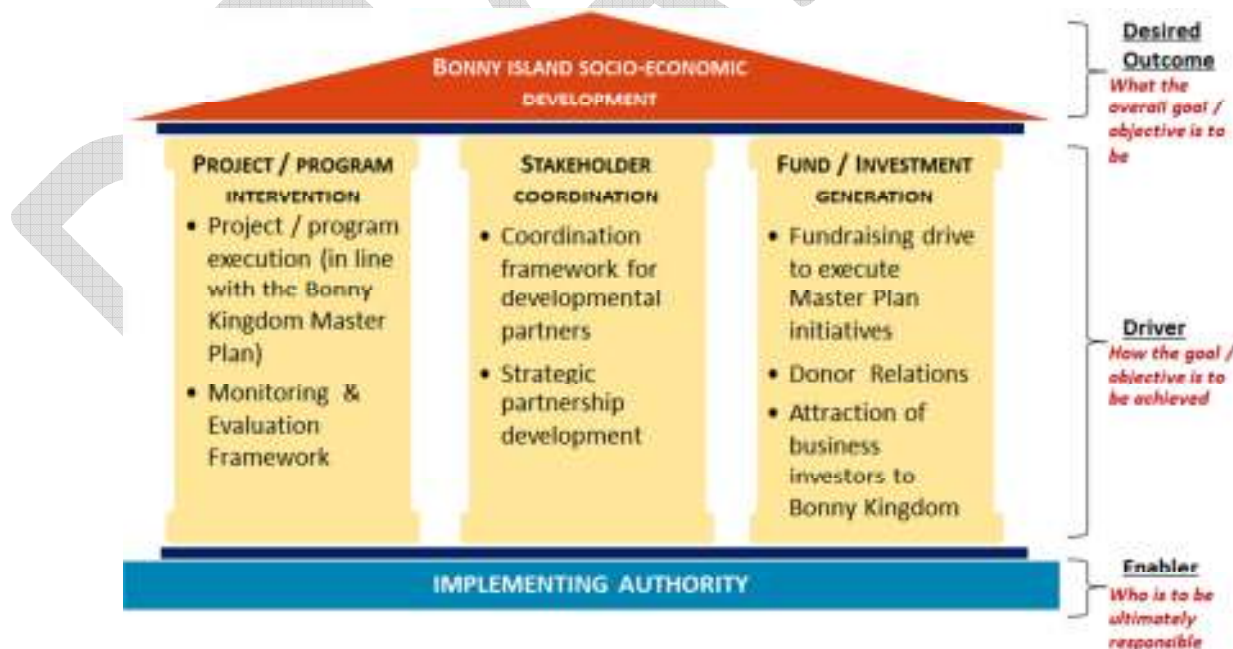 BONNY ISLAND SOCIO-ECONOMIC
DEVELOPMENT
PROJECT / PROGRAM
INTERVENTION
• Project / program
execution (in line
with the Bonny
Kingdom Master
Plan)
• Monitoring &
Evaluation
Framework
STAKEHOLDER
COORDINATION
• Coordination
framework for
developmental
partners
• Strategic
partnership
development
FUND / INVESTMENT
GENERATION
• Fundraising drive
to execute
Master Plan
initiatives
• Donor Relations
• Attraction of
business
investors to
Bonny Kingdom
IMPLEMENTING AUTHORITY
Desired
Outcome
What the
overall goal /
objective is to
be
Driver
How the goal /
objective is to
be achieved
Enabler
Who is to be
ultimately
responsible